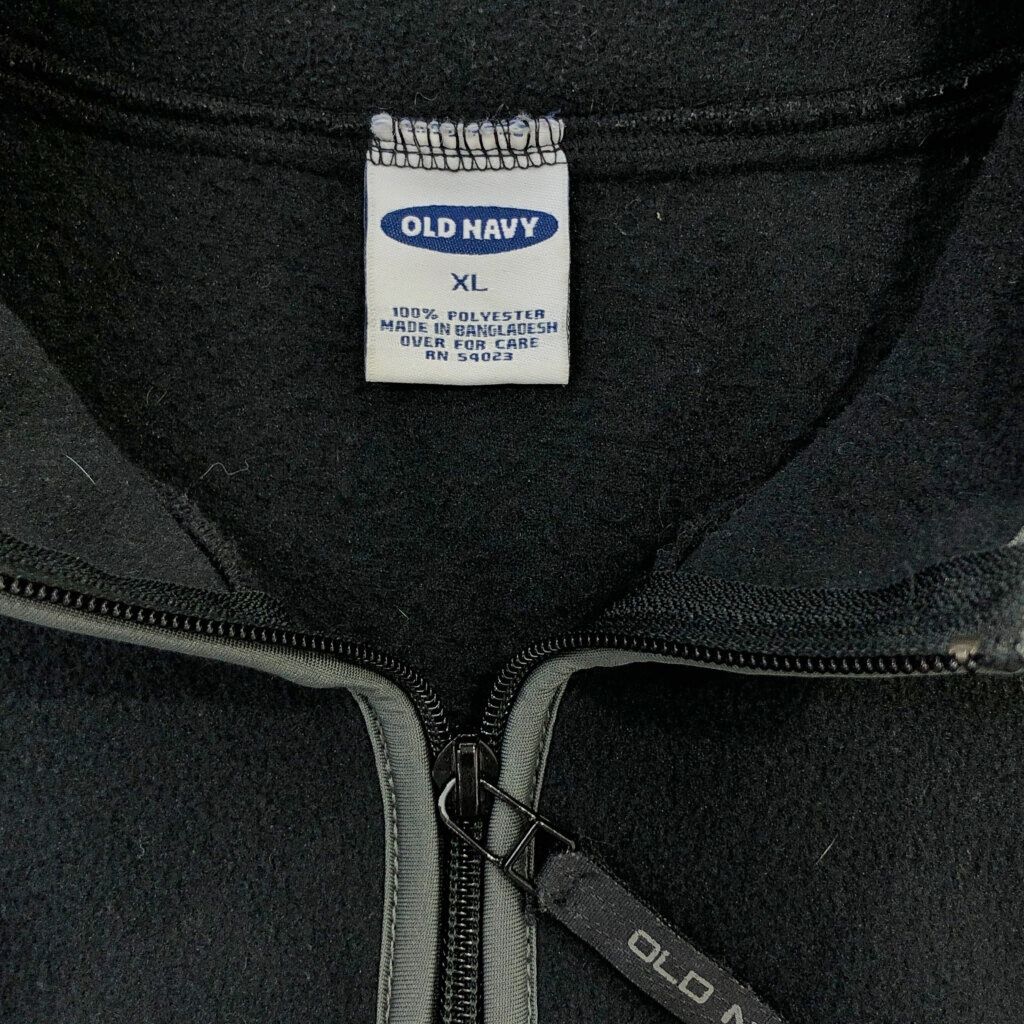 OLD NAVY
XL
100% POLYESTER
MADE IN BANGLADESH
OVER FOR CARE
RN 54023
OLD N